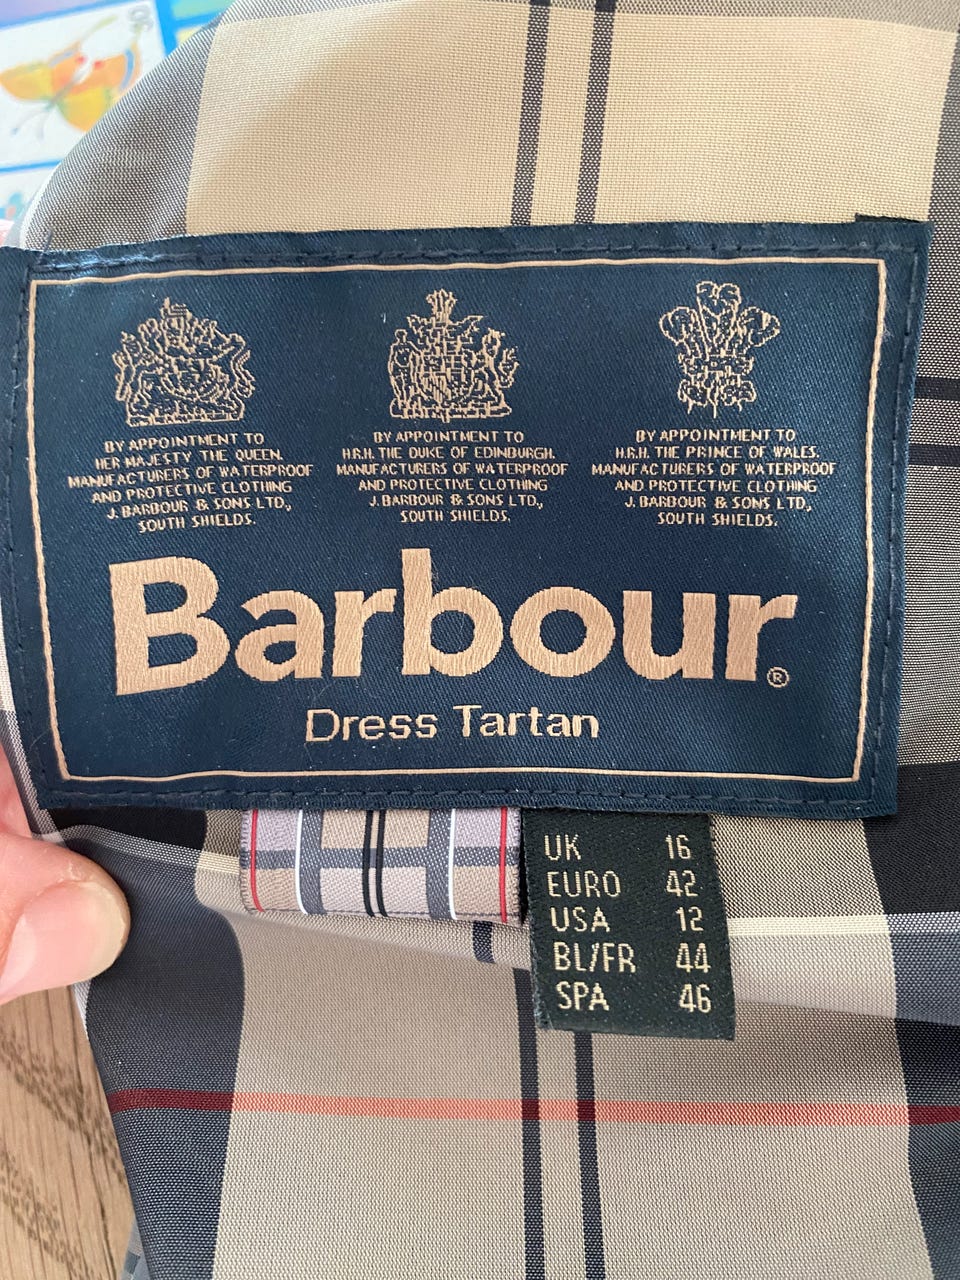 BY APPOINTMENT TO
HER MAJESTY THE QUEEN.
MANUFACTURERS OF WATERPROOF
AND PROTECTIVE CLOTHING
J. BARBOUR & SONS LTD.,
SOUTH SHIELDS.
BY APPOINTMENT TO
H.R.H. THE DUKE OF EDINBURGH.
MANUFACTURERS OF WATERPROOF
AND PROTECTIVE CLOTHING
J. BARBOUR & SONS LTD.,
SOUTH SHIELDS.
BY APPOINTMENT TO
H.R.H. THE PRINCE OF WALES.
MANUFACTURERS OF WATERPROOF
AND PROTECTIVE CLOTHING
J. BARBOUR & SONS LTD.,
SOUTH SHIELDS.
Barbour®
Dress Tartan
UK 16
EURO 42
USA 12
BL/FR 44
SPA 46